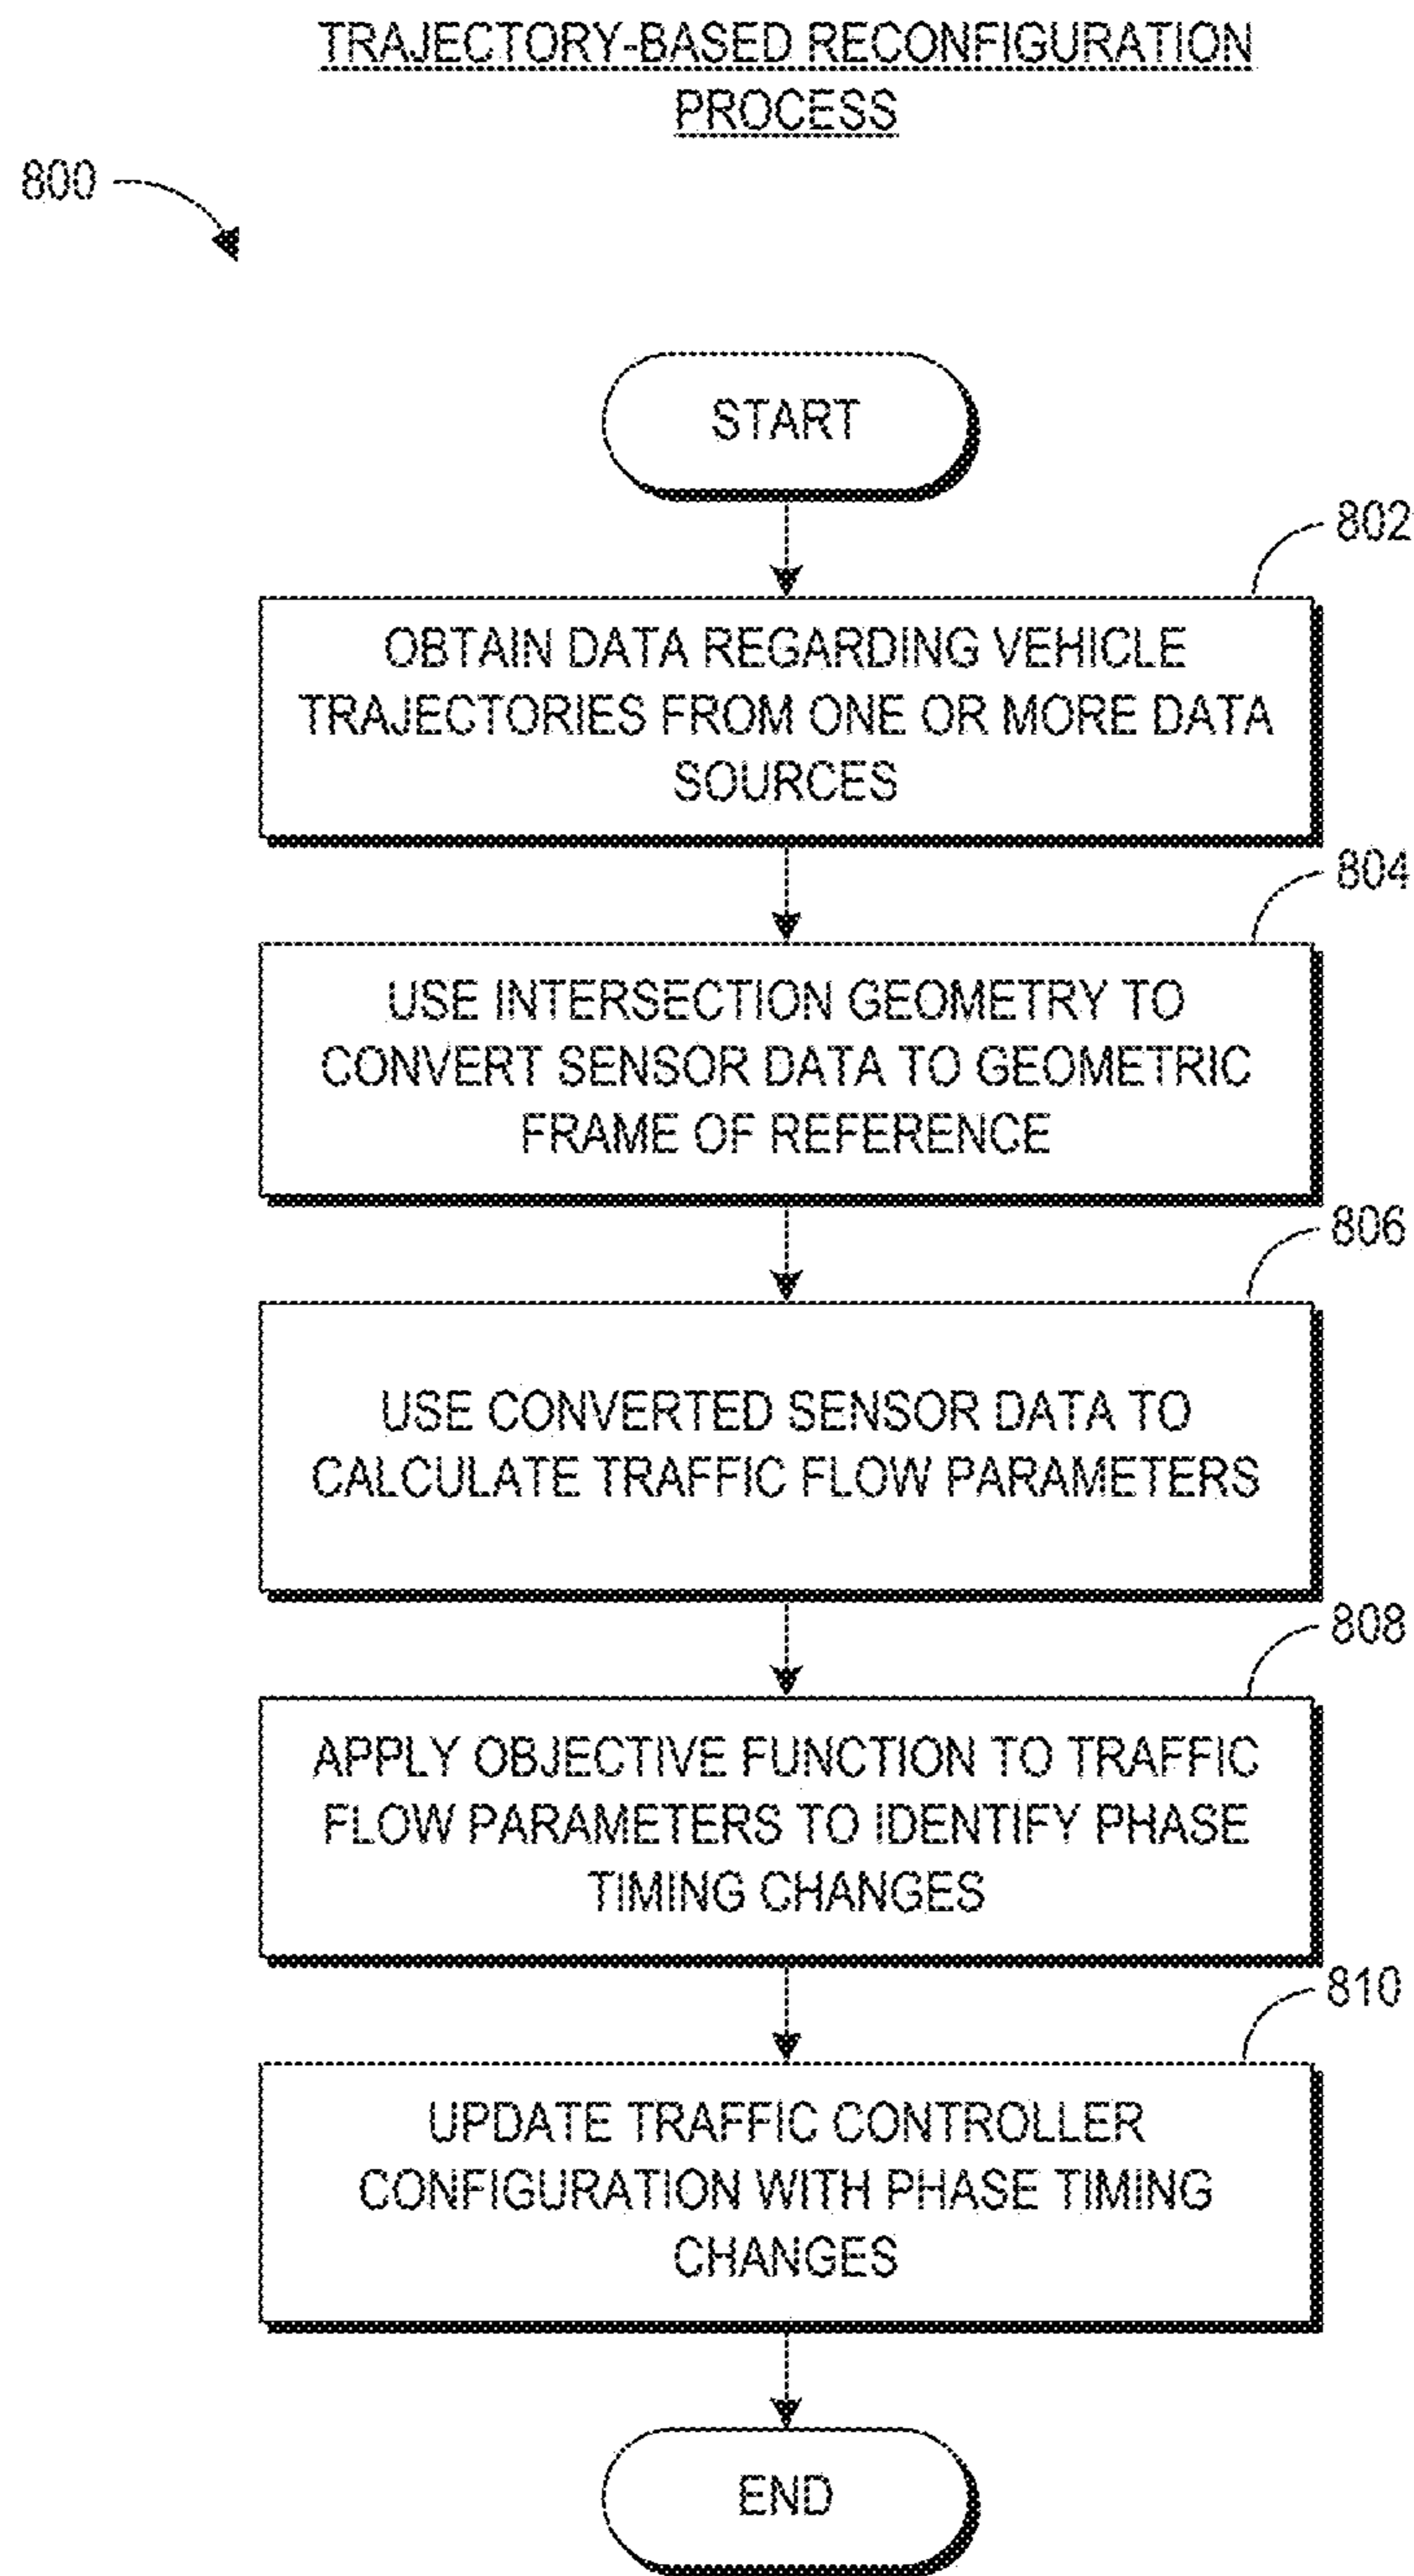 TRAJECTORY-BASED RECONFIGURATION
PROCESS
800
START
802
OBTAIN DATA REGARDING VEHICLE
TRAJECTORIES FROM ONE OR MORE DATA
SOURCES
804
USE INTERSECTION GEOMETRY TO
CONVERT SENSOR DATA TO GEOMETRIC
FRAME OF REFERENCE
806
USE CONVERTED SENSOR DATA TO
CALCULATE TRAFFIC FLOW PARAMETERS
808
APPLY OBJECTIVE FUNCTION TO TRAFFIC
FLOW PARAMETERS TO IDENTIFY PHASE
TIMING CHANGES
810
UPDATE TRAFFIC CONTROLLER
CONFIGURATION WITH PHASE TIMING
CHANGES
END